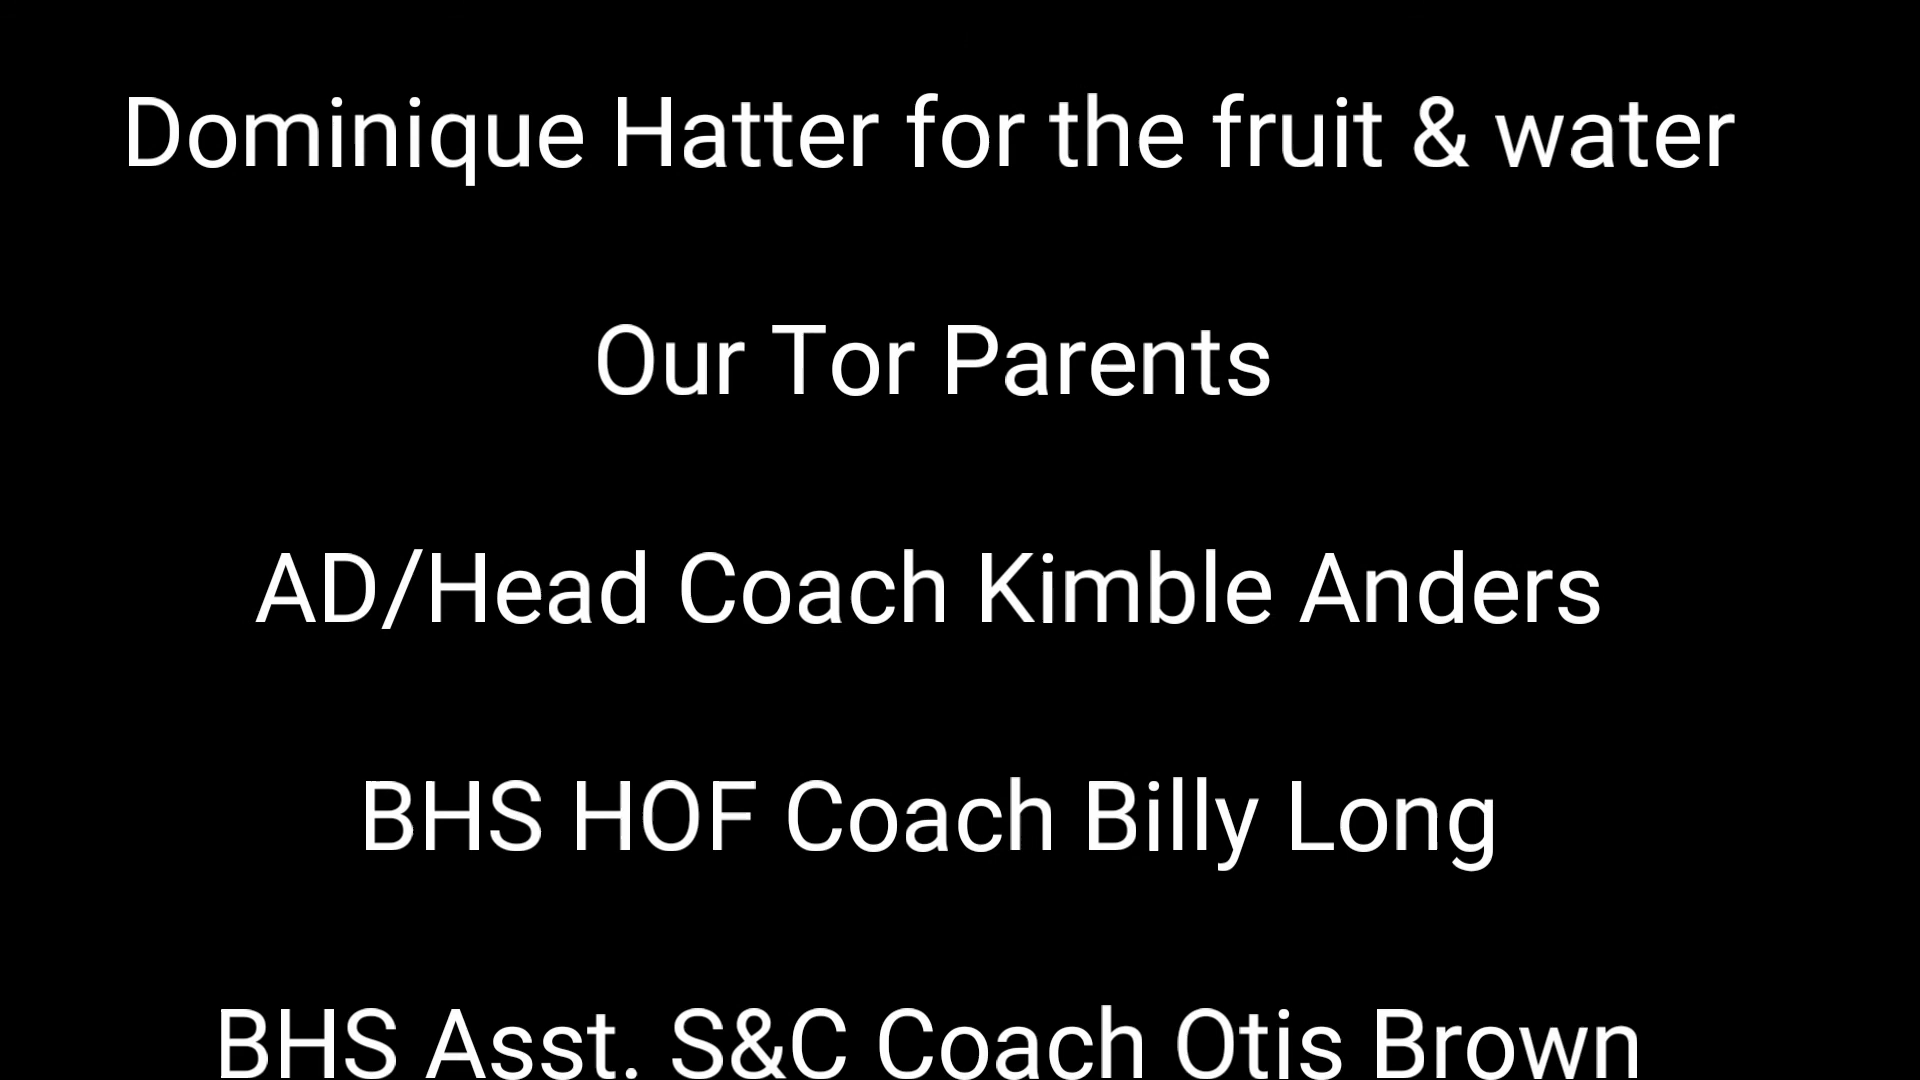 Dominique Hatter for the fruit & water
Our Tor Parents
AD/Head Coach Kimble Anders
BHS HOF Coach Billy Long
BHS Asst. S&C Coach Otis Brown